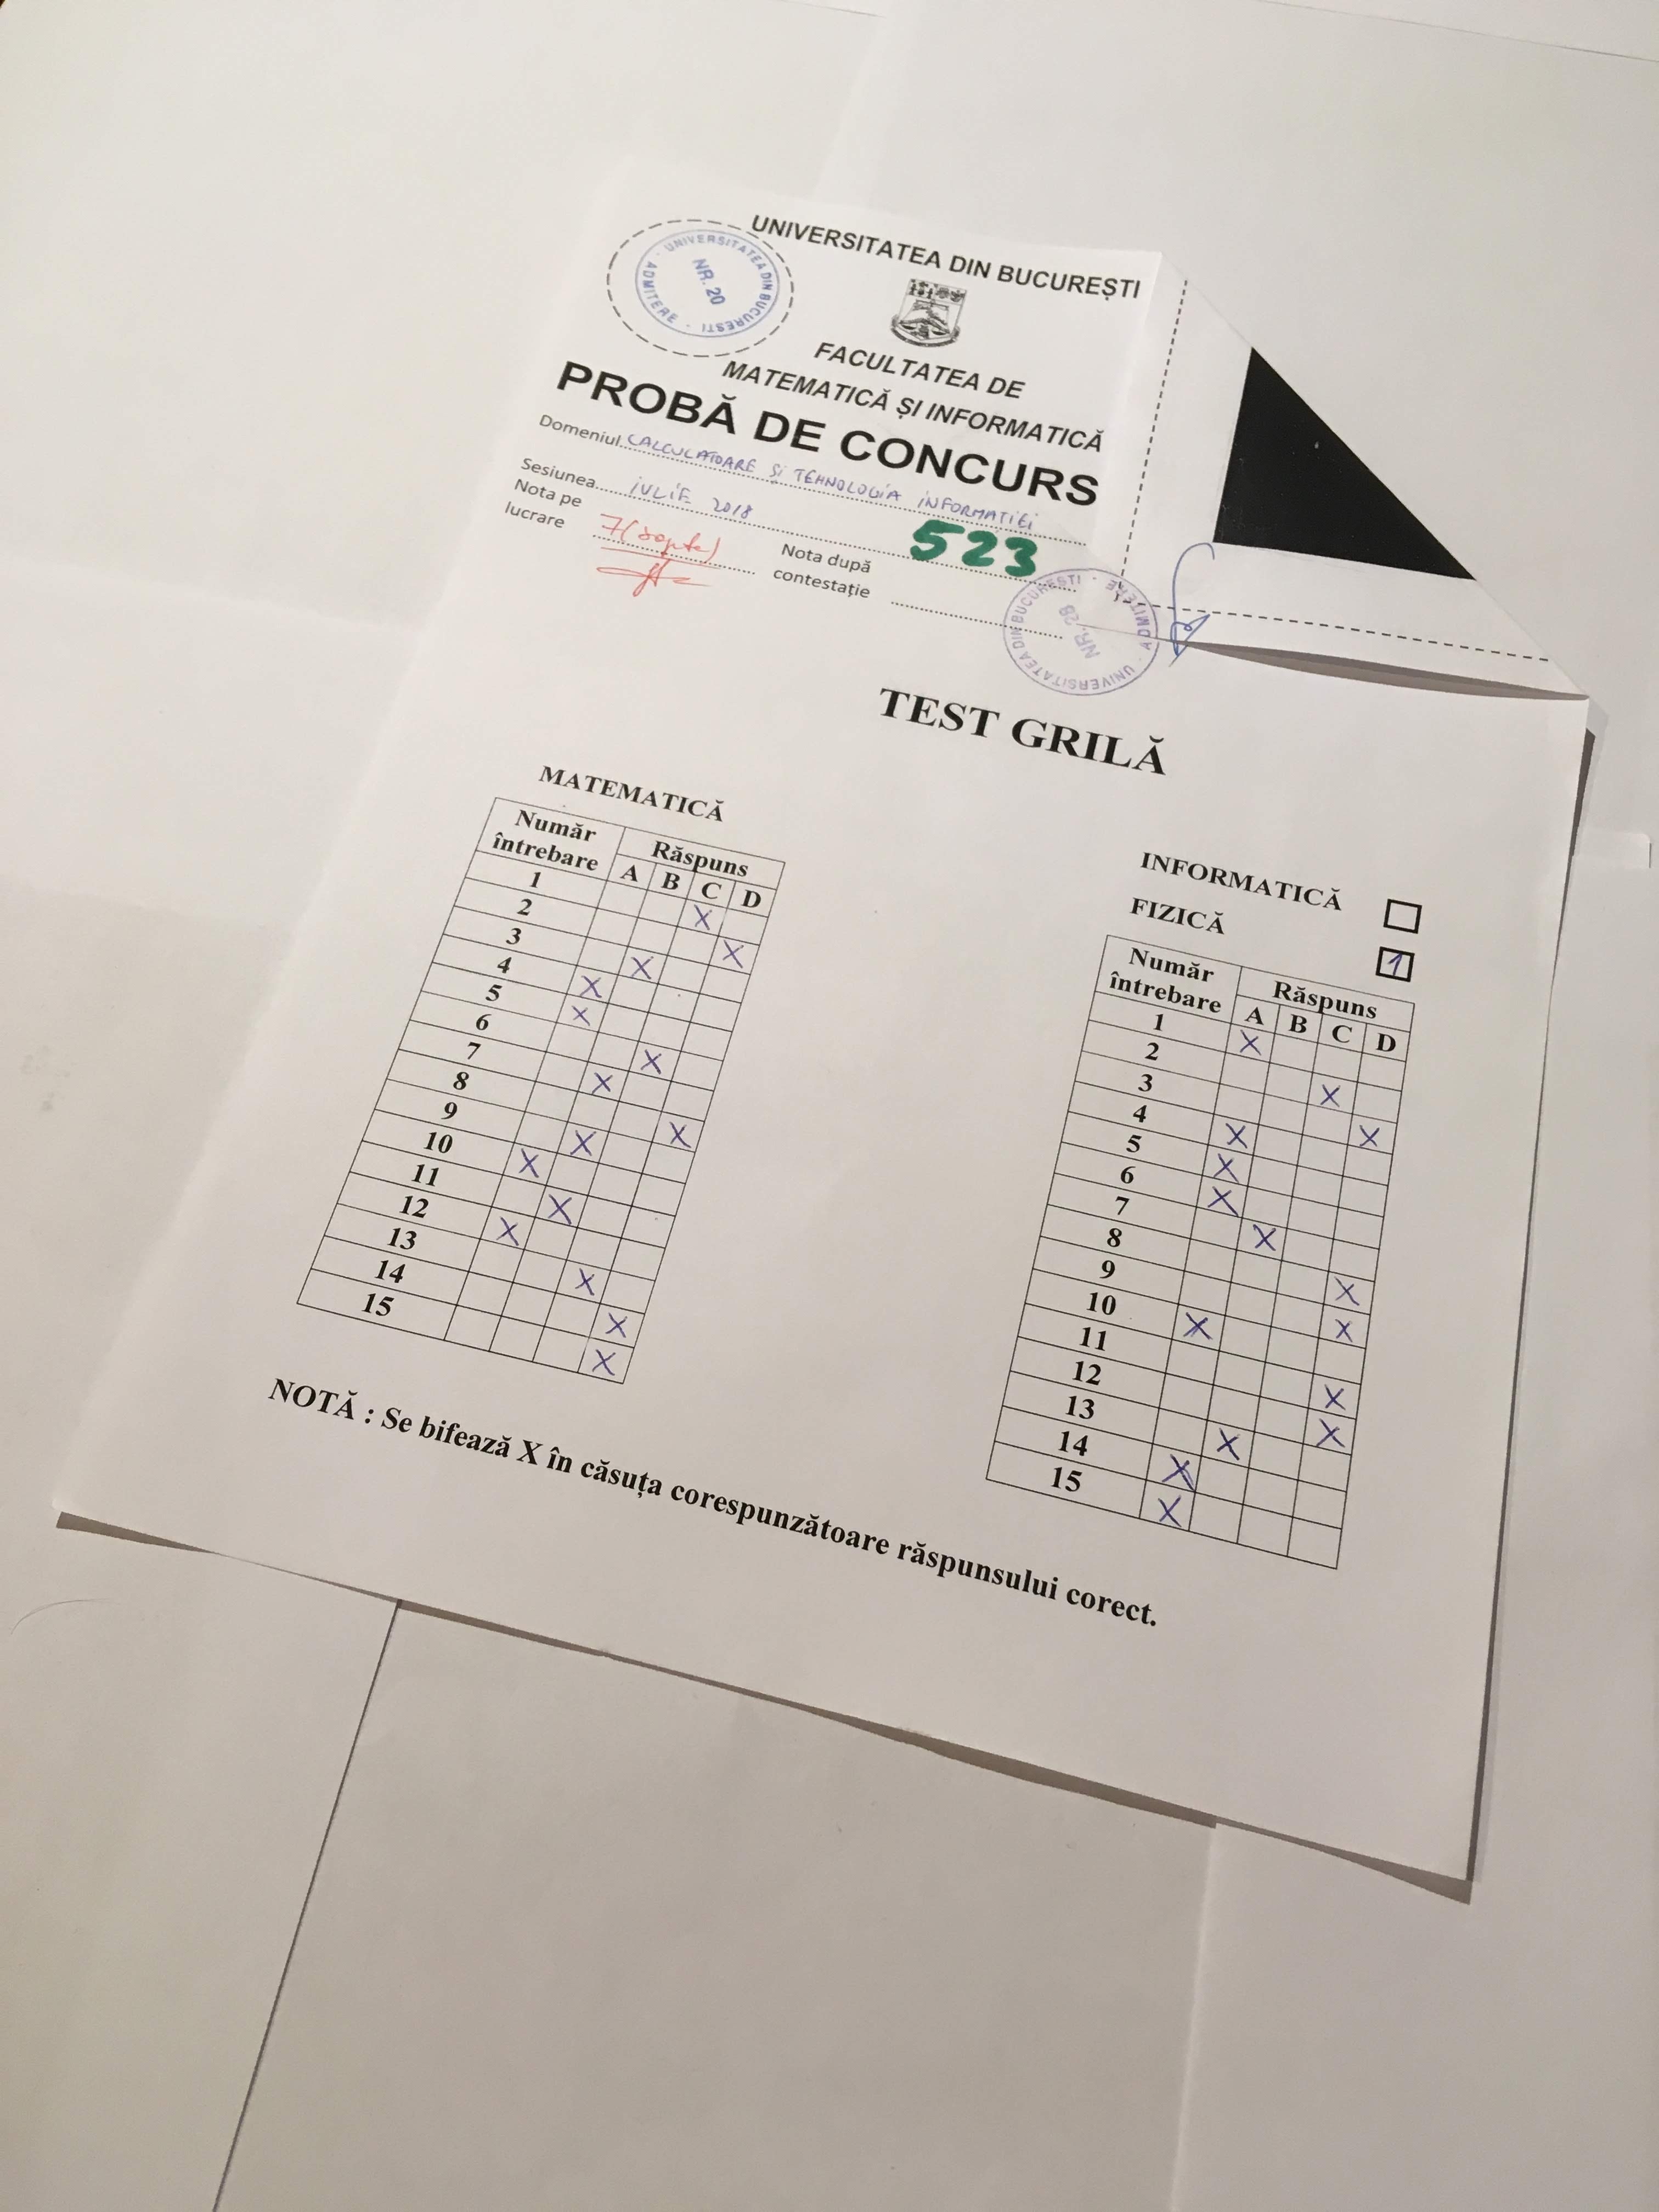 UNIVERSITATEA DIN BUCUREȘTI
UNIVERSITATEA DIN BUCURESTI · ADMITERE ·
NR. 20
FACULTATEA DE
MATEMATICĂ ȘI INFORMATICĂ
PROBĂ DE CONCURS
Domeniul CALCULATOARE ȘI TEHNOLOGIA INFORMAȚIEI
Sesiunea IULIE 2018
523
Nota pe lucrare 7 (șapte)
Nota după contestație
UNIVERSITATEA DIN BUCUREȘTI · ADMITERE ·
NR. 28
TEST GRILĂ
MATEMATICĂ
Număr întrebare Răspuns
A B C D
1 X
2 X
3 X
4 X
5 X
6 X
7 X
8 X
9 X
10 X
11 X
12 X
13 X
14 X
15 X
INFORMATICĂ
FIZICĂ 1
Număr întrebare Răspuns
A B C D
1 X
2 X
3 X
4 X
5 X
6 X
7 X
8 X
9 X
10 X
11 X
12 X
13 X
14 X
15 X
NOTĂ : Se bifează X în căsuța corespunzătoare răspunsului corect.